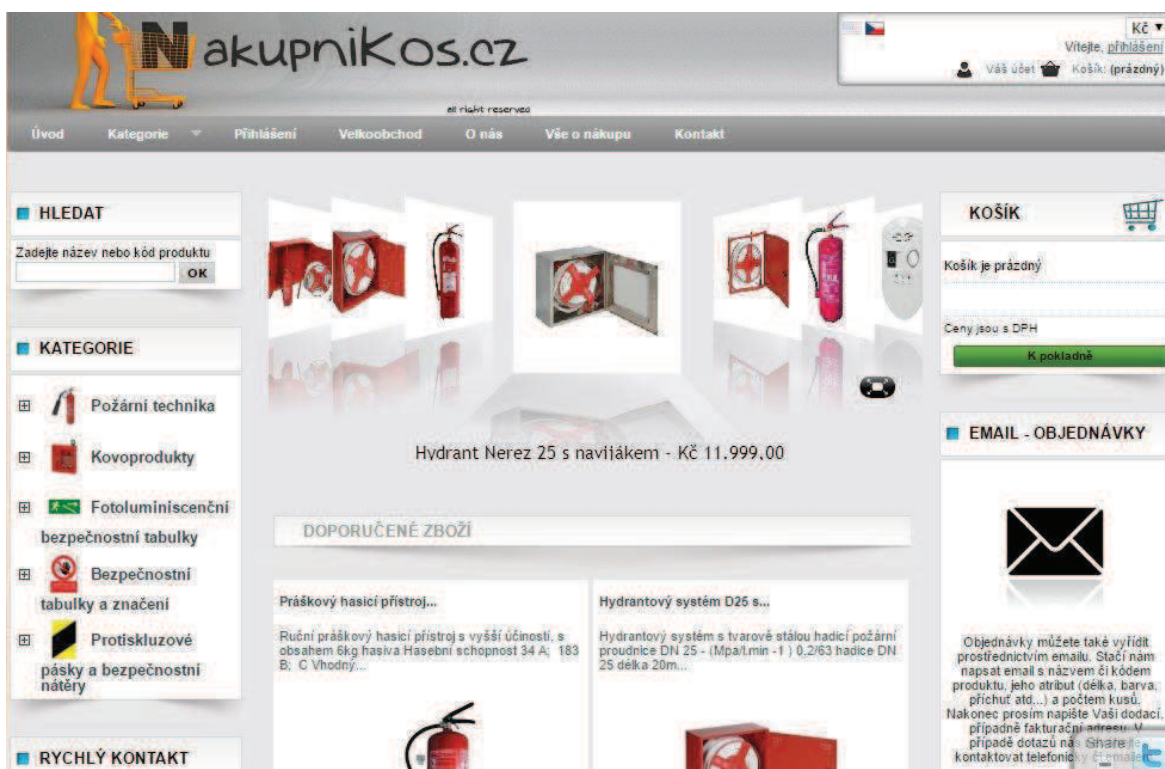 NakupniKos.cz
all right reserved
Kč
Vítejte, přihlášení
Váš účet Košík: (prázdný)
Úvod Kategorie Přihlášení Velkoobchod O nás Vše o nákupu Kontakt
HLEDAT
Zadejte název nebo kód produktu
OK
KATEGORIE
Požární technika
Kovoprodukty
Fotoluminiscenční
bezpečnostní tabulky
Bezpečnostní
tabulky a značení
Protiskluzové
pásky a bezpečnostní
nátěry
RYCHLÝ KONTAKT
Hydrant Nerez 25 s navijákem - Kč 11.999,00
DOPORUČENÉ ZBOŽÍ
Práškový hasicí přístroj...
Ruční práškový hasicí přístroj s vyšší účinosti, s
obsahem 6kg hasiva Hasební schopnost 34 A; 183
B; C Vhodný...
Hydrantový systém D25 s...
Hydrantový systém s tvarově stálou hadicí požární
proudnice DN 25 - (Mpa/l.min -1 ) 0,2/63 hadice DN
25 délka 20m...
KOŠÍK
Košík je prázdný
Ceny jsou s DPH
K pokladně
EMAIL - OBJEDNÁVKY
Objednávky můžete také vyřídit
prostřednictvím emailu. Stačí nám
napsat email s názvem či kódem
produktu, jeho atribut (délka, barva,
příchuť atd...) a počtem kusů.
Nakonec prosím napište Vaši dodací,
případně fakturační adresu. V
případě dotazů nás
kontaktovat telefonicky či emailem
Share